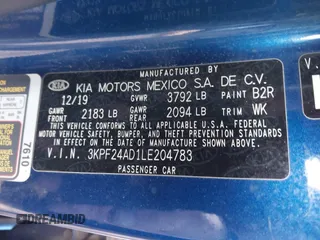 MANUFACTURED BY
KIA KIA MOTORS MEXICO S.A. DE C.V.
12/19 GVWR 3792 LB PAINT B2R
GAWR FRONT 2183 LB GAWR REAR 2094 LB TRIM WK
THIS VEHICLE CONFORMS TO ALL APPLICABLE U.S. FEDERAL
MOTOR VEHICLE SAFETY, BUMPER, AND THEFT PREVENTION
STANDARDS IN EFFECT ON THE DATE OF MANUFACTURE
SHOWN ABOVE.
V.I.N. 3KPF24AD1LE204783
PASSENGER CAR
7610
V.
IN
DREAMBID